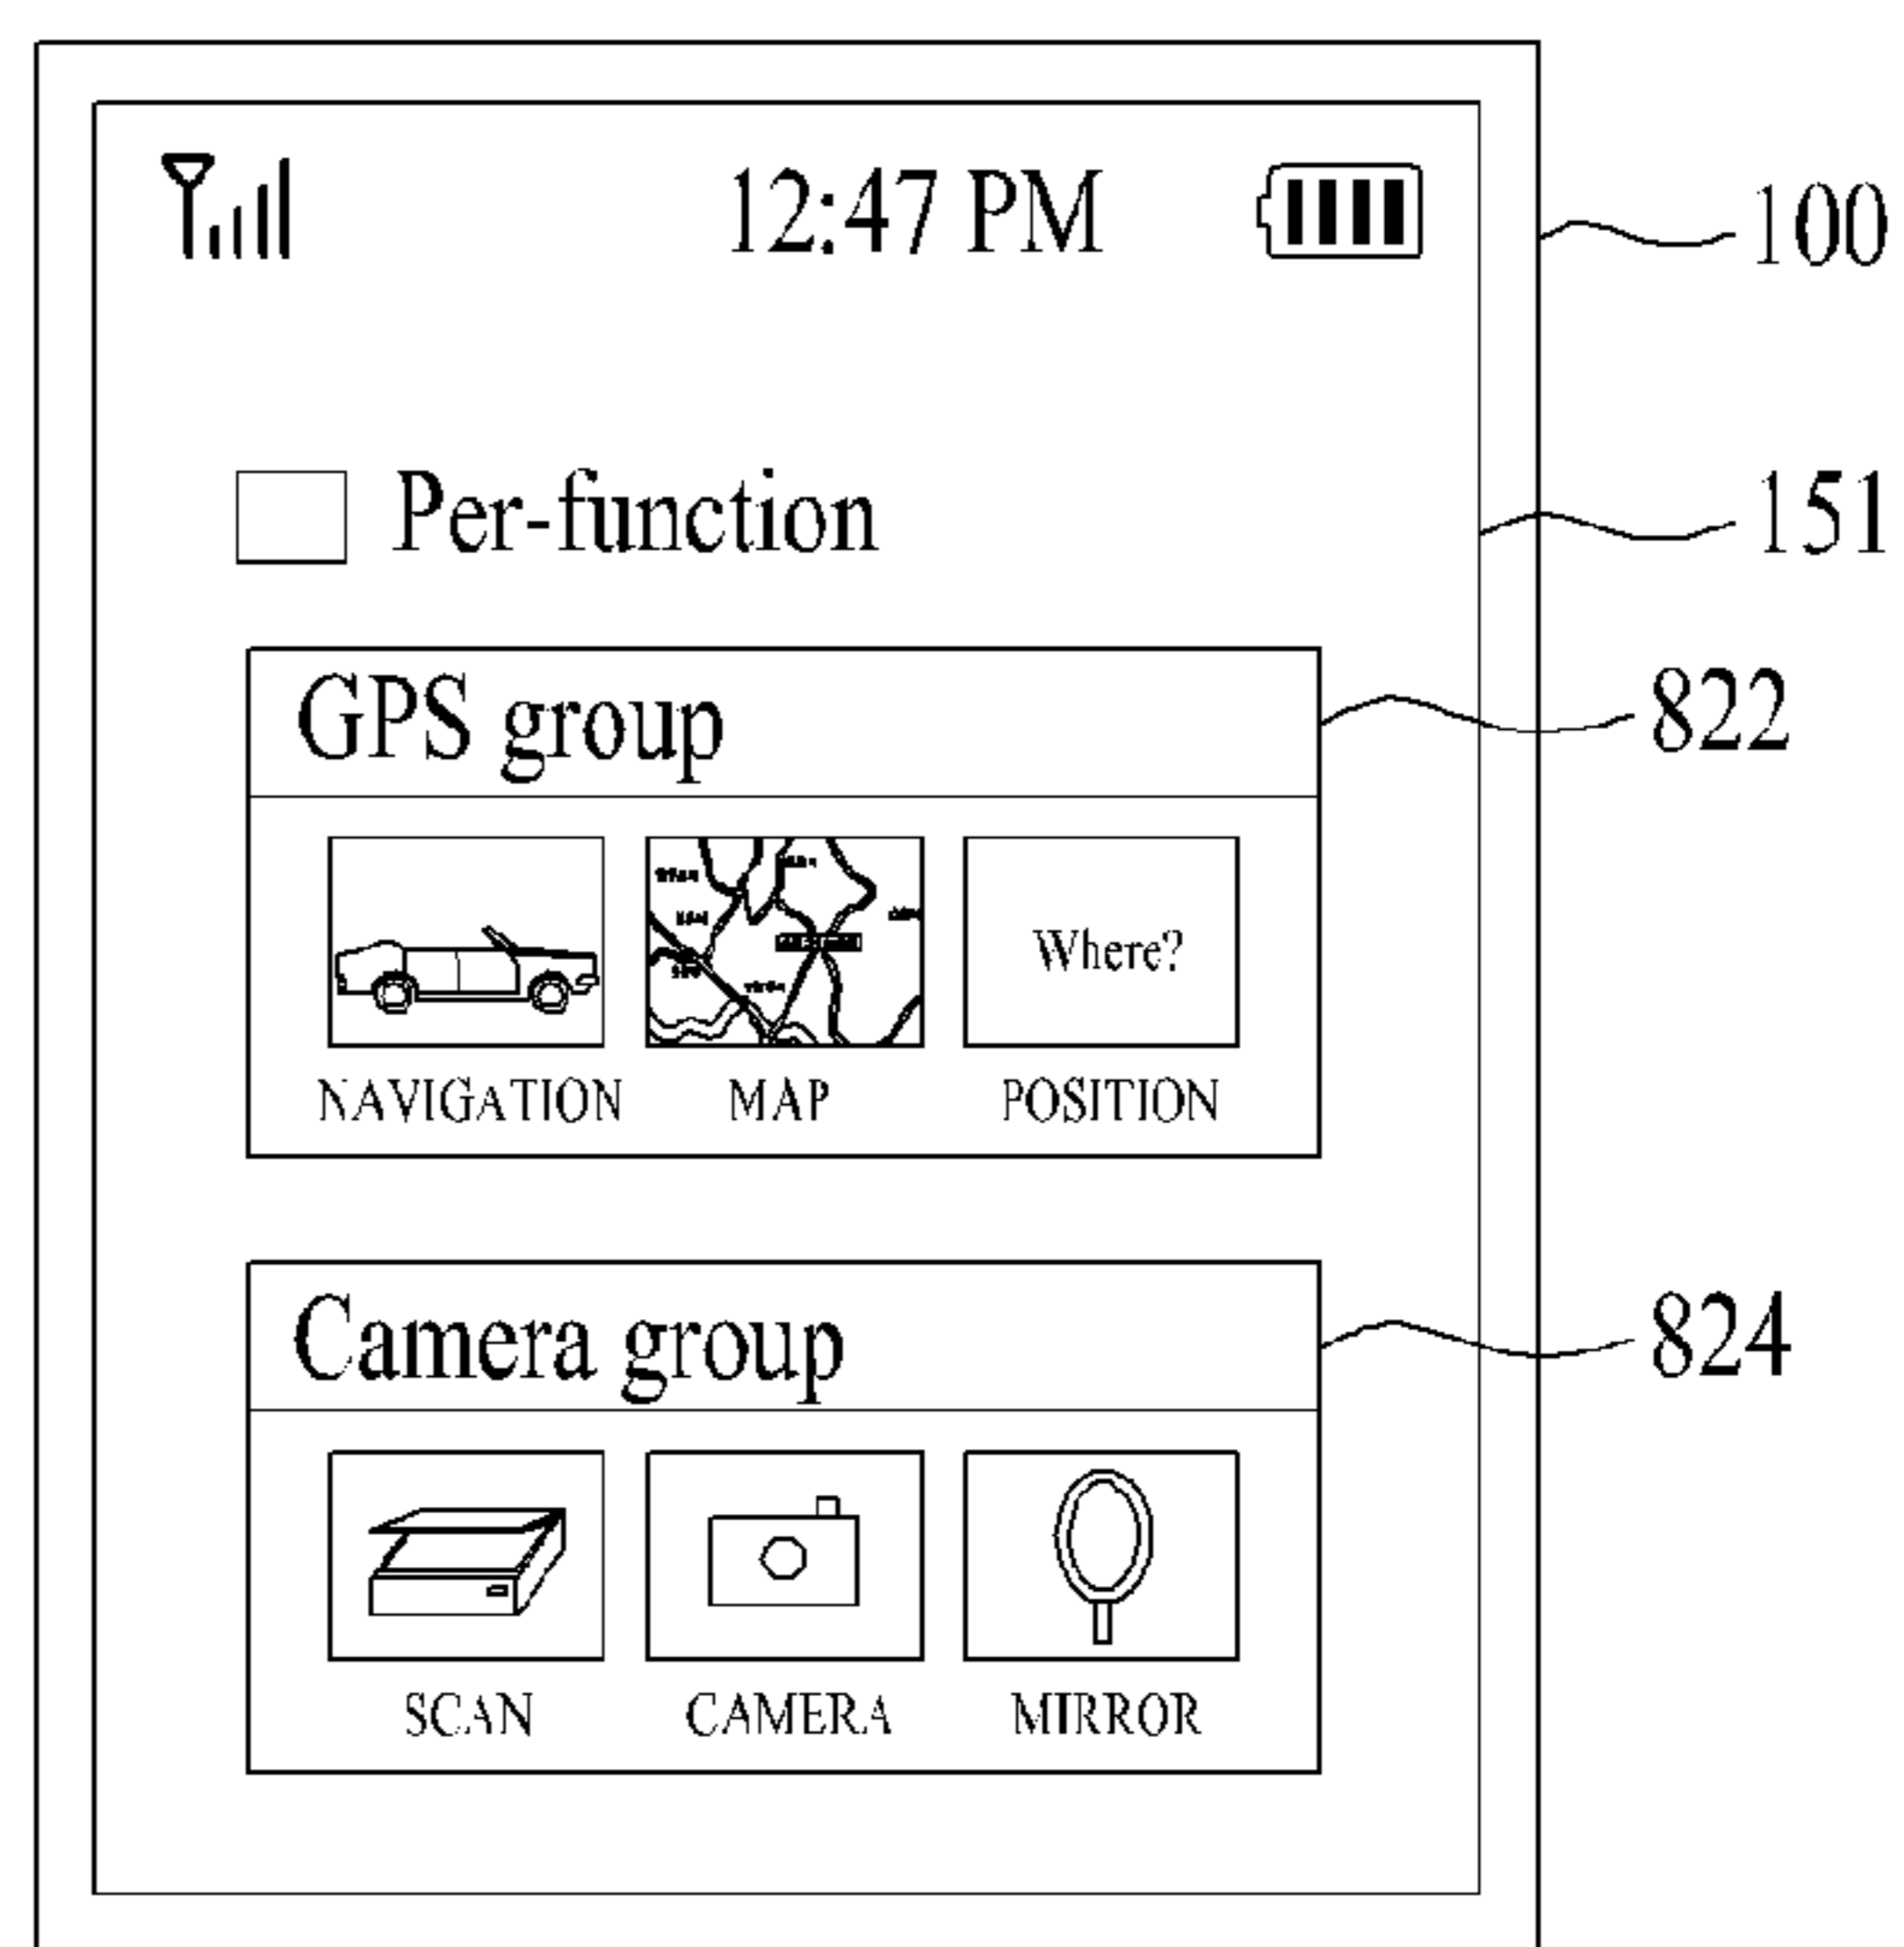 12:47 PM
100
Per-function
151
GPS group
822
Where?
NAVIGATION MAP POSITION
Camera group
824
SCAN CAMERA MIRROR